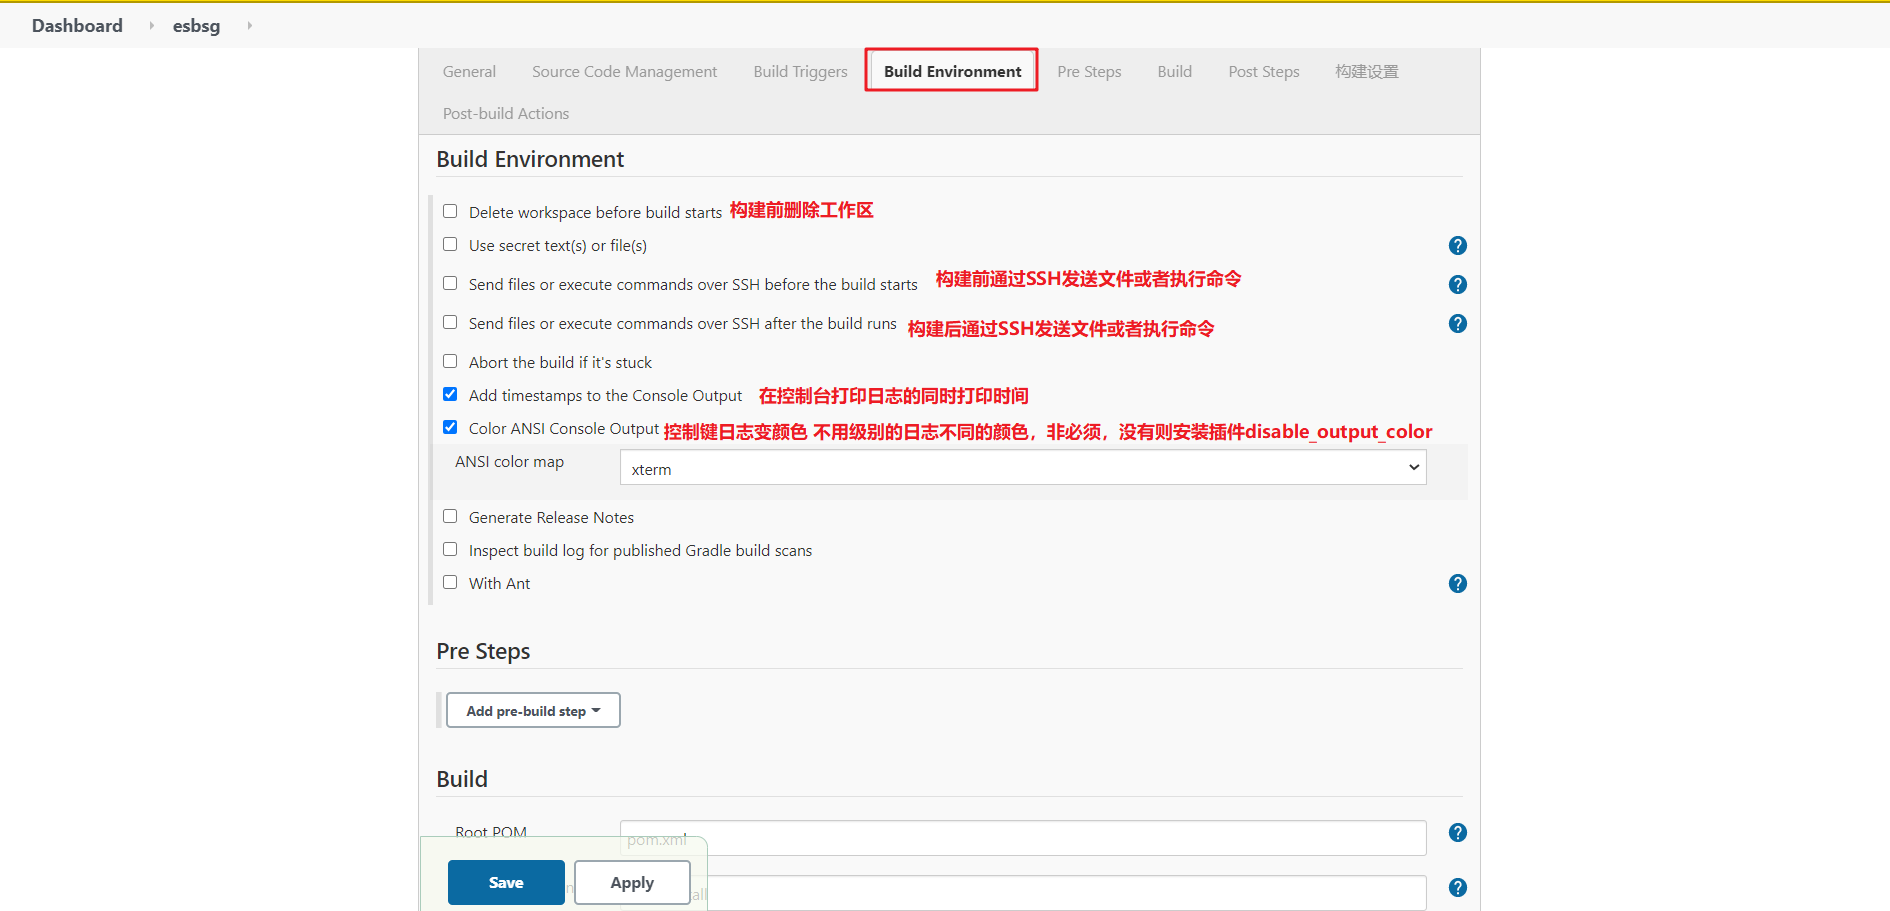 Dashboard esbsg
General Source Code Management Build Triggers Build Environment Pre Steps Build Post Steps 构建设置
Post-build Actions
Build Environment
Delete workspace before build starts 构建前删除工作区
Use secret text(s) or file(s) ?
Send files or execute commands over SSH before the build starts 构建前通过SSH发送文件或者执行命令 ?
Send files or execute commands over SSH after the build runs 构建后通过SSH发送文件或者执行命令 ?
Abort the build if it's stuck
Add timestamps to the Console Output 在控制台打印日志的同时打印时间
Color ANSI Console Output 控制键日志变颜色 不用级别的日志不同的颜色，非必须，没有则安装插件disable_output_color
ANSI color map xterm
Generate Release Notes
Inspect build log for published Gradle build scans
With Ant ?
Pre Steps
Add pre-build step
Build
Root POM pom.xml ?
Save Apply ?